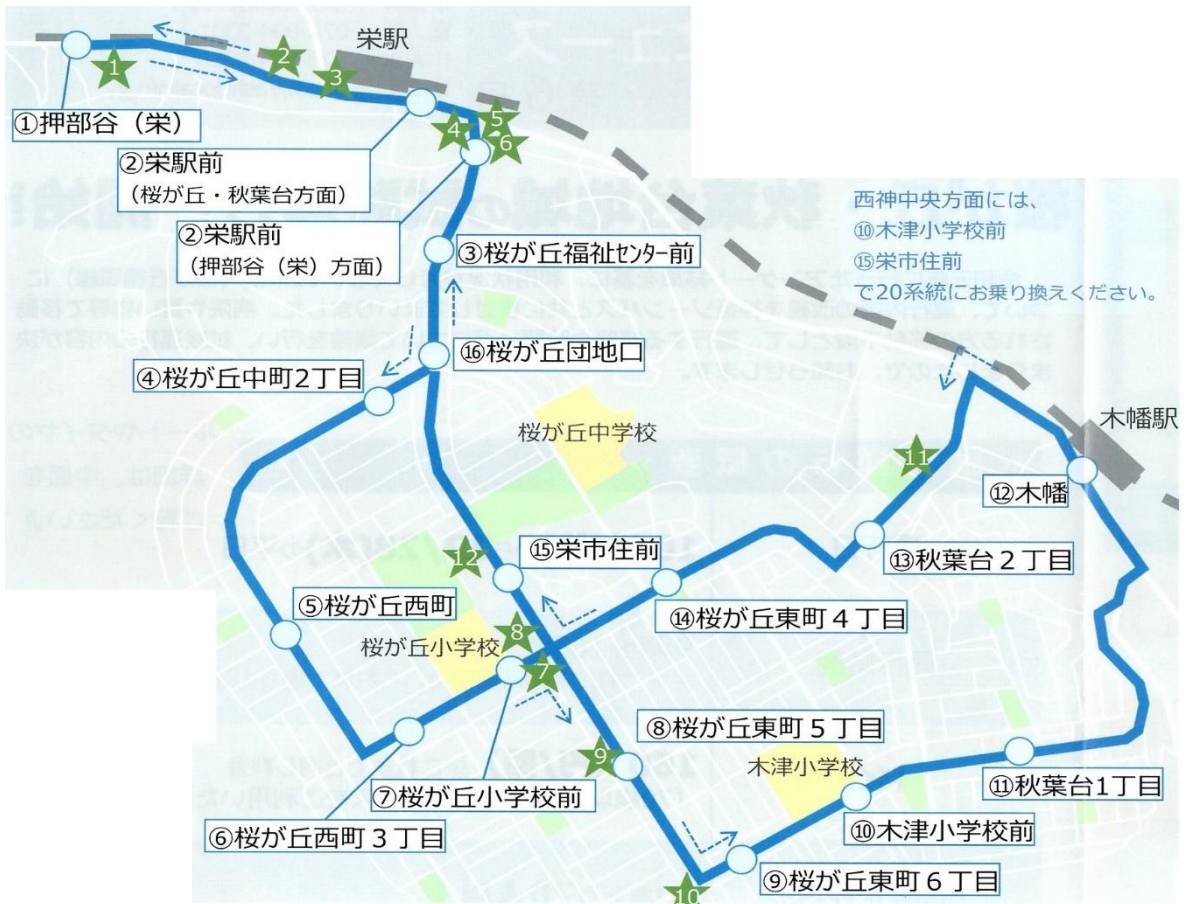 栄駅
1
2
3
4
5
6
①押部谷（栄）
②栄駅前
（桜が丘・秋葉台方面）
②栄駅前
（押部谷（栄）方面）
③桜が丘福祉センター前
西神中央方面には、
⑩木津小学校前
⑮栄市住前
で20系統にお乗り換えください。
⑯桜が丘団地口
④桜が丘中町2丁目
桜が丘中学校
木幡駅
11
⑫木幡
12
⑮栄市住前
⑬秋葉台２丁目
⑤桜が丘西町
8
⑭桜が丘東町４丁目
桜が丘小学校
7
⑧桜が丘東町５丁目
9
木津小学校
⑦桜が丘小学校前
⑪秋葉台1丁目
⑥桜が丘西町３丁目
⑩木津小学校前
10
⑨桜が丘東町６丁目